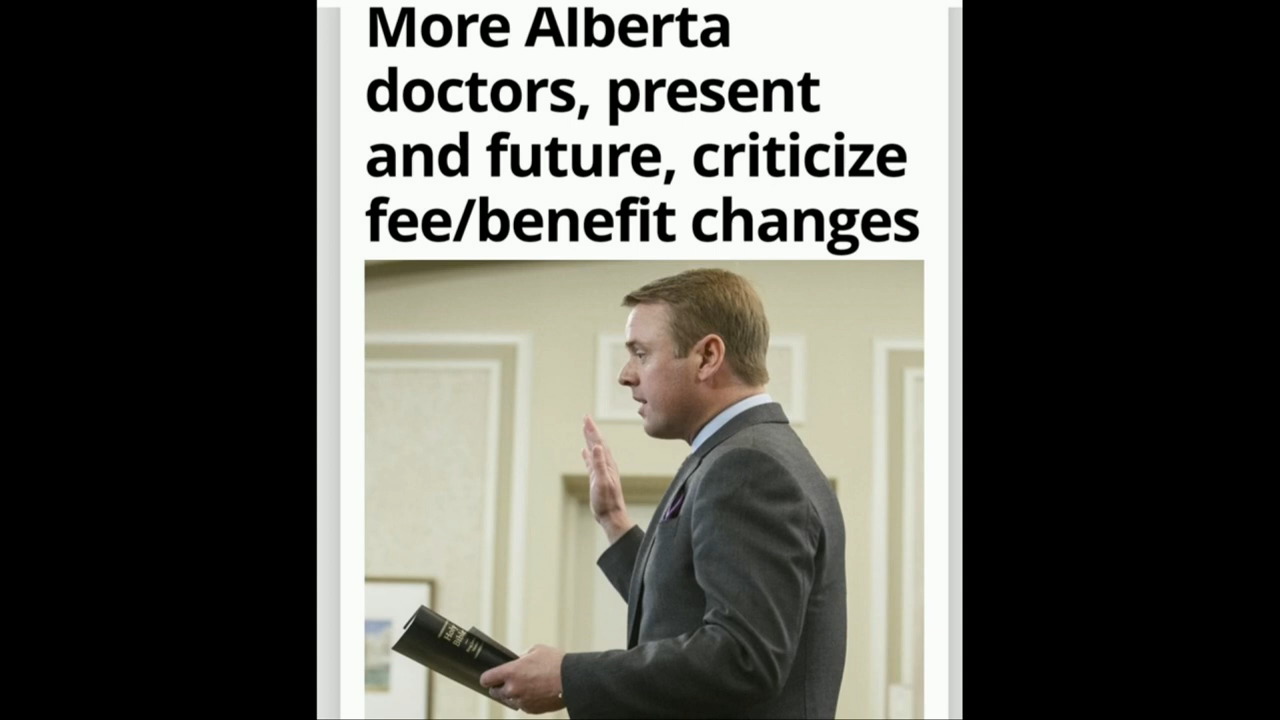 More Alberta
doctors, present
and future, criticize
fee/benefit changes
Holy
Bible